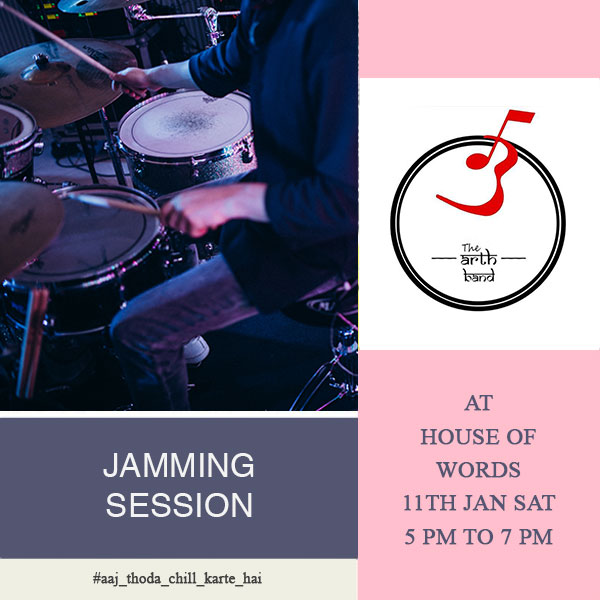 The
arth
band
JAMMING
SESSION
#aaj_thoda_chill_karte_hai
AT
HOUSE OF
WORDS
11TH JAN SAT
5 PM TO 7 PM